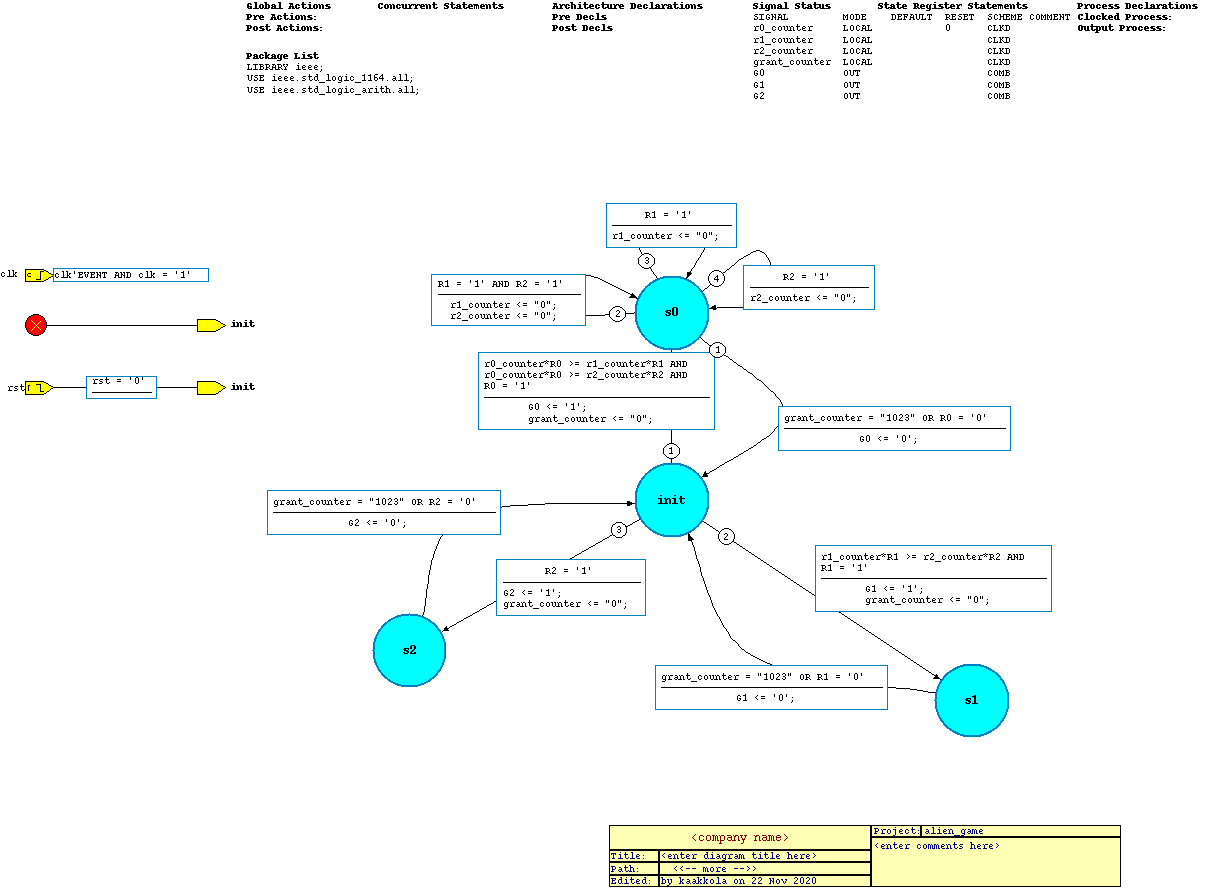 Global Actions
Pre Actions:
Post Actions:
Concurrent Statements
Architecture Declarations
Pre Decls
Post Decls
Signal Status
SIGNAL MODE DEFAULT RESET SCHEME COMMENT
r0_counter LOCAL 0 CLKD
r1_counter LOCAL CLKD
r2_counter LOCAL CLKD
grant_counter LOCAL CLKD
G0 OUT COMB
G1 OUT COMB
G2 OUT COMB
State Register Statements
Process Declarations
Clocked Process:
Output Process:
Package List
LIBRARY ieee;
USE ieee.std_logic_1164.all;
USE ieee.std_logic_arith.all;
R1 = '1'
r1_counter <= "0";
3
4
clk
C
clk'EVENT AND clk = '1'
R1 = '1' AND R2 = '1'
r1_counter <= "0";
r2_counter <= "0";
2
R2 = '1'
r2_counter <= "0";
s0
init
1
r0_counter*R0 >= r1_counter*R1 AND
r0_counter*R0 >= r2_counter*R2 AND
R0 = '1'
G0 <= '1';
grant_counter <= "0";
rst
r
rst = '0'
init
grant_counter = "1023" OR R0 = '0'
G0 <= '0';
1
init
grant_counter = "1023" OR R2 = '0'
G2 <= '0';
3
2
R2 = '1'
G2 <= '1';
grant_counter <= "0";
r1_counter*R1 >= r2_counter*R2 AND
R1 = '1'
G1 <= '1';
grant_counter <= "0";
s2
grant_counter = "1023" OR R1 = '0'
G1 <= '0';
s1
<company name>
Title: <enter diagram title here>
Path: <<-- more -->>
Edited: by kaakkola on 22 Nov 2020
Project: alien_game
<enter comments here>